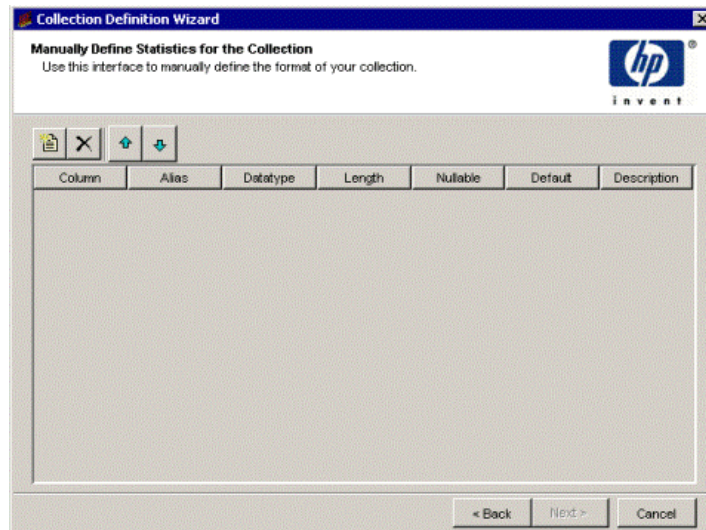 Collection Definition Wizard
Manually Define Statistics for the Collection
Use this interface to manually define the format of your collection.
hp
®
invent
Column Alias Datatype Length Nullable Default Description
< Back Next > Cancel